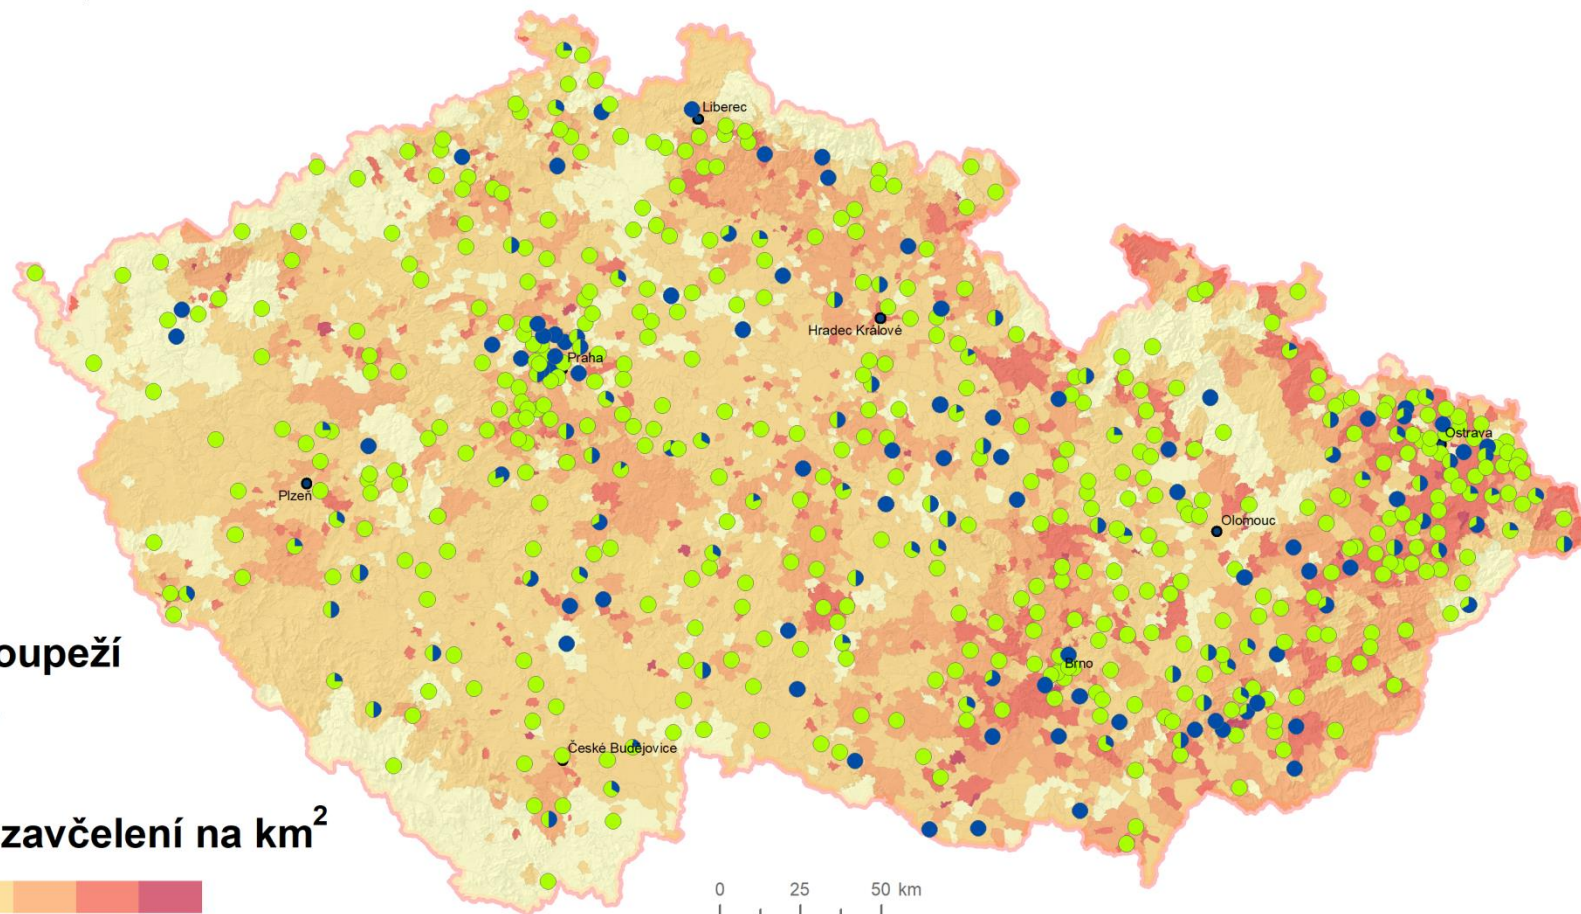 Liberec
Hradec Králové
Praha
Ostrava
Plzeň
Olomouc
oupeží
Brno
České Budějovice
zavčelení na km²
0 25 50 km